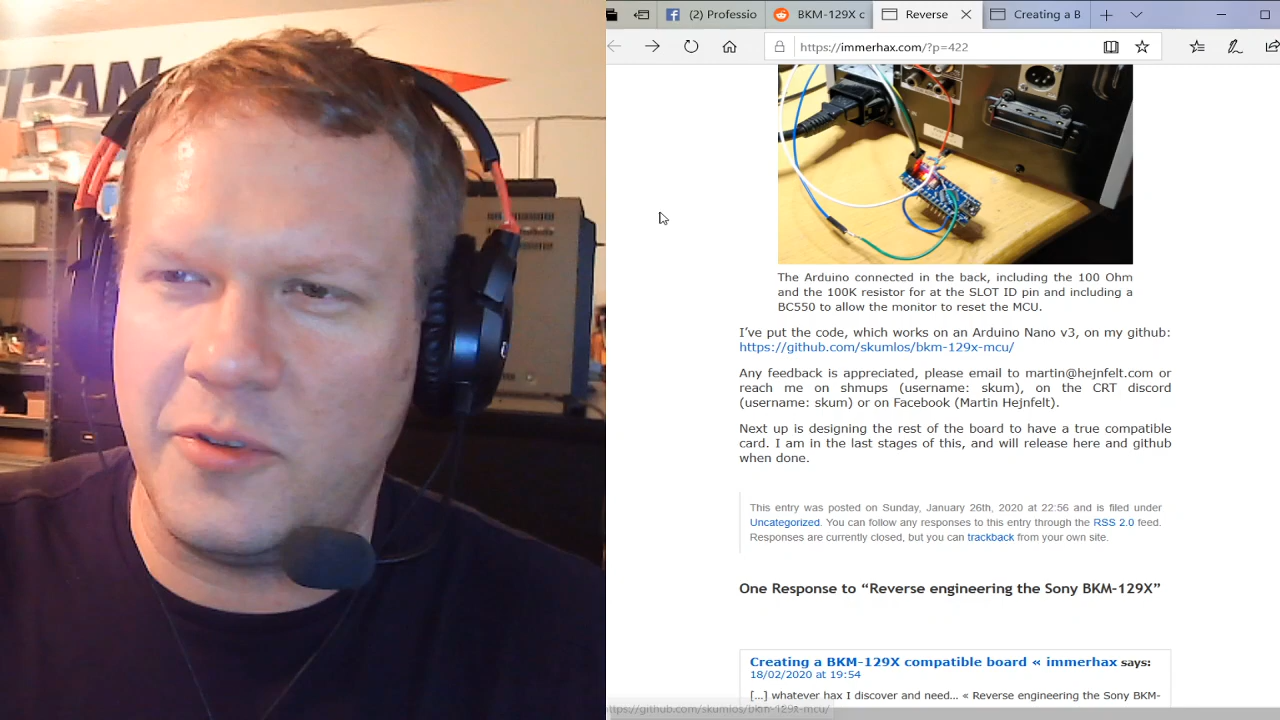 TITAN
(2) Professio
BKM-129X c
Reverse
Creating a B
https://immerhax.com/?p=422
The Arduino connected in the back, including the 100 Ohm
and the 100K resistor for at the SLOT ID pin and including a
BC550 to allow the monitor to reset the MCU.
I've put the code, which works on an Arduino Nano v3, on my github:
https://github.com/skumlos/bkm-129x-mcu/
Any feedback is appreciated, please email to martin@hejnfelt.com or
reach me on shmups (username: skum), on the CRT discord
(username: skum) or on Facebook (Martin Hejnfelt).
Next up is designing the rest of the board to have a true compatible
card. I am in the last stages of this, and will release here and github
when done.
This entry was posted on Sunday, January 26th, 2020 at 22:56 and is filed under
Uncategorized. You can follow any responses to this entry through the RSS 2.0 feed.
Responses are currently closed, but you can trackback from your own site.
One Response to “Reverse engineering the Sony BKM-129X”
Creating a BKM-129X compatible board « immerhax says:
18/02/2020 at 19:54
[...] whatever hax I discover and need... « Reverse engineering the Sony BKM-
https://github.com/skumlos/bkm-129x-mcu/